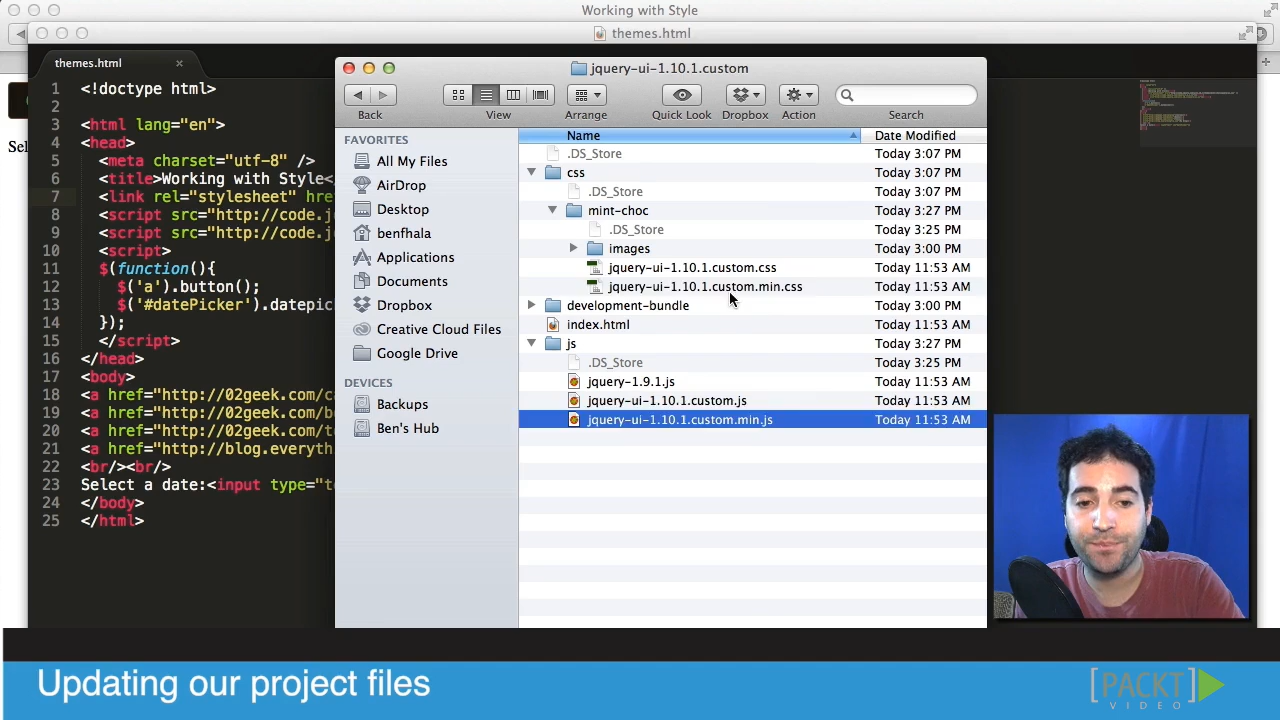 Working with Style
themes.html
themes.html
jquery-ui-1.10.1.custom
Back
View
Arrange
Quick Look
Dropbox
Action
Search
Sel
1 <!doctype html>
2
3 <html lang="en">
4 <head>
5 <meta charset="utf-8" />
6 <title>Working with Style</
7 <link rel="stylesheet" hre
8 <script src="http://code.j
9 <script src="http://code.j
10 <script>
11 $(function(){
12 $('a').button();
13 $('#datePicker').datepic
14 });
15 </script>
16 </head>
17 <body>
18 <a href="http://02geek.com/c
19 <a href="http://02geek.com/b
20 <a href="http://02geek.com/t
21 <a href="http://blog.everyth
22 <br/><br/>
23 Select a date:<input type="t
24 </body>
25 </html>
FAVORITES
All My Files
AirDrop
Desktop
benfhala
Applications
Documents
Dropbox
Creative Cloud Files
Google Drive
DEVICES
Backups
Ben's Hub
Name Date Modified
.DS_Store Today 3:07 PM
css Today 3:07 PM
.DS_Store Today 3:07 PM
mint-choc Today 3:27 PM
.DS_Store Today 3:25 PM
images Today 3:00 PM
jquery-ui-1.10.1.custom.css Today 11:53 AM
jquery-ui-1.10.1.custom.min.css Today 11:53 AM
development-bundle Today 3:00 PM
index.html Today 11:53 AM
js Today 3:27 PM
.DS_Store Today 3:25 PM
jquery-1.9.1.js Today 11:53 AM
jquery-ui-1.10.1.custom.js Today 11:53 AM
jquery-ui-1.10.1.custom.min.js Today 11:53 AM
Updating our project files
[PACKT]
VIDEO